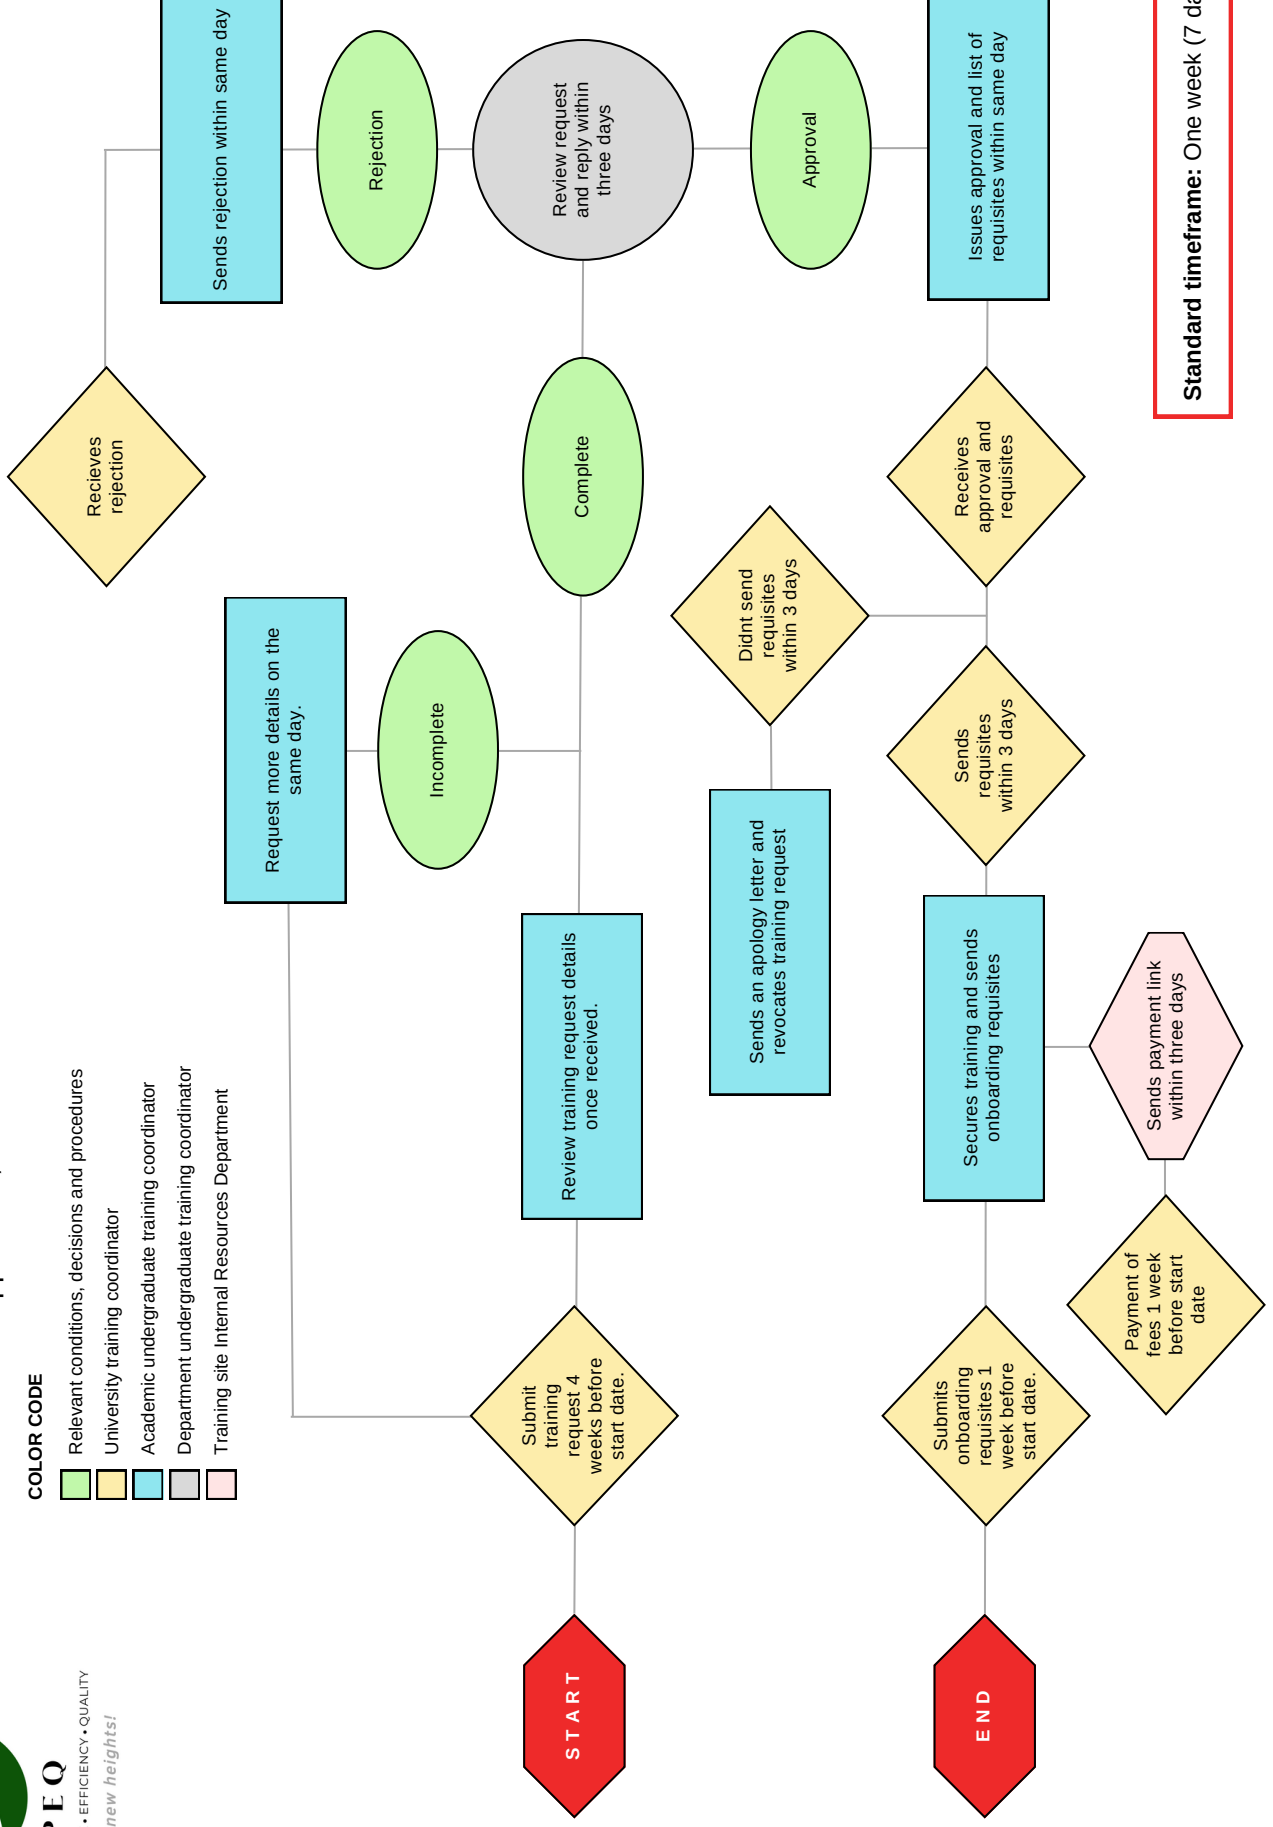 • EFFICIENCY • QUALITY
new heights!
COLOR CODE
Relevant conditions, decisions and procedures
University training coordinator
Academic undergraduate training coordinator
Department undergraduate training coordinator
Training site Internal Resources Department
Recieves
rejection
Sends rejection within same day
Rejection
Request more details on the
same day.
Incomplete
START
Submit
training
request 4
weeks before
start date.
Review training request details
once received.
Complete
Review request
and reply within
three days
Approval
Issues approval and list of
requisites within same day
Receives
approval and
requisites
Didnt send
requisites
within 3 days
Sends an apology letter and
revocates training request
Sends
requisites
within 3 days
Secures training and sends
onboarding requisites
Sends payment link
within three days
Payment of
fees 1 week
before start
date
Submits
onboarding
requisites 1
week before
start date.
END
Standard timeframe: One week (7 da